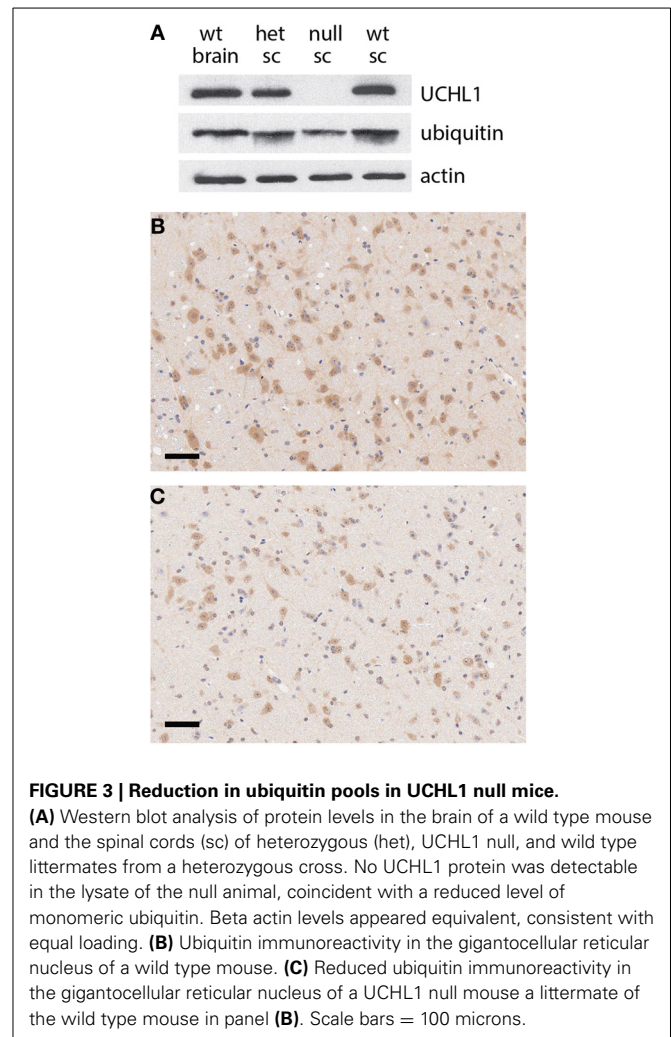 A
wt het null wt
brain sc sc sc
UCHL1
ubiquitin
actin
B
C
FIGURE 3 | Reduction in ubiquitin pools in UCHL1 null mice.
(A) Western blot analysis of protein levels in the brain of a wild type mouse
and the spinal cords (sc) of heterozygous (het), UCHL1 null, and wild type
littermates from a heterozygous cross. No UCHL1 protein was detectable
in the lysate of the null animal, coincident with a reduced level of
monomeric ubiquitin. Beta actin levels appeared equivalent, consistent with
equal loading. (B) Ubiquitin immunoreactivity in the gigantocellular reticular
nucleus of a wild type mouse. (C) Reduced ubiquitin immunoreactivity in
the gigantocellular reticular nucleus of a UCHL1 null mouse a littermate of
the wild type mouse in panel (B). Scale bars = 100 microns.